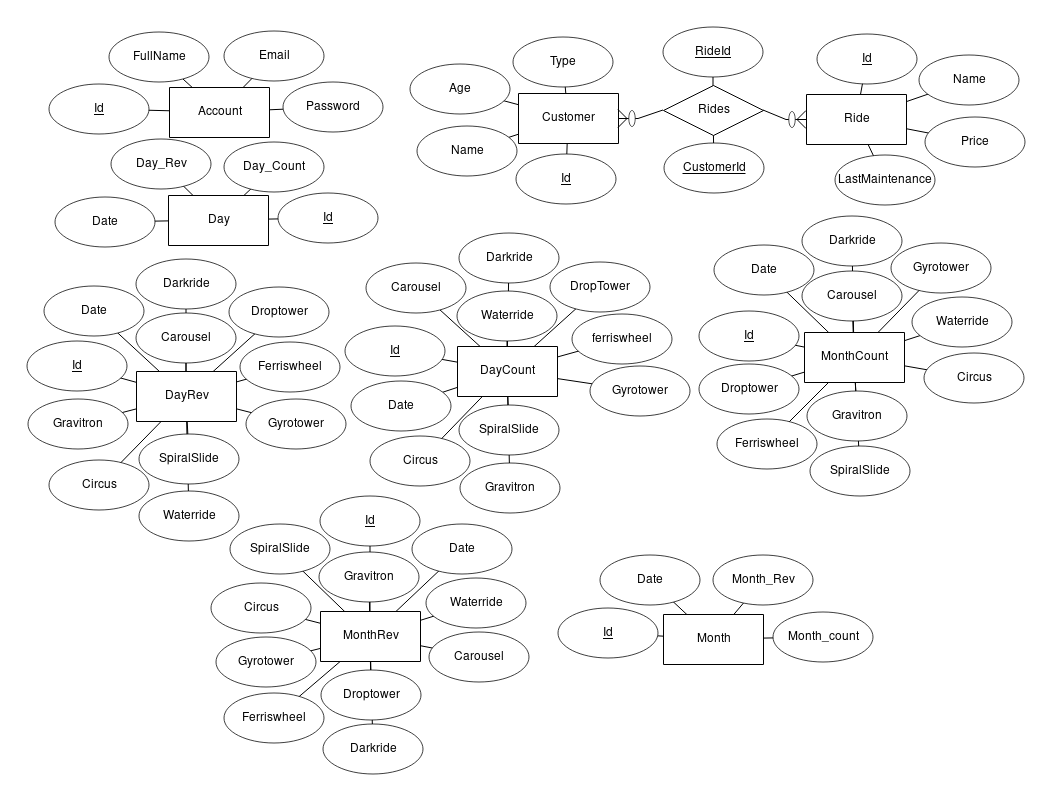 FullName
Email
Id
Account
Password
Day_Rev
Day_Count
Date
Day
Id
Type
Age
Customer
Name
Id
RideId
Rides
CustomerId
Id
Name
Ride
Price
LastMaintenance
Darkride
Date
Droptower
Carousel
Id
Ferriswheel
DayRev
Gravitron
Gyrotower
SpiralSlide
Circus
Waterride
Darkride
Carousel
DropTower
Waterride
Id
ferriswheel
DayCount
Gyrotower
Date
SpiralSlide
Circus
Gravitron
Darkride
Date
Gyrotower
Carousel
Id
Waterride
MonthCount
Circus
Droptower
Gravitron
Ferriswheel
SpiralSlide
Id
SpiralSlide
Date
Gravitron
Circus
Waterride
MonthRev
Gyrotower
Carousel
Droptower
Ferriswheel
Darkride
Date
Month_Rev
Id
Month
Month_count